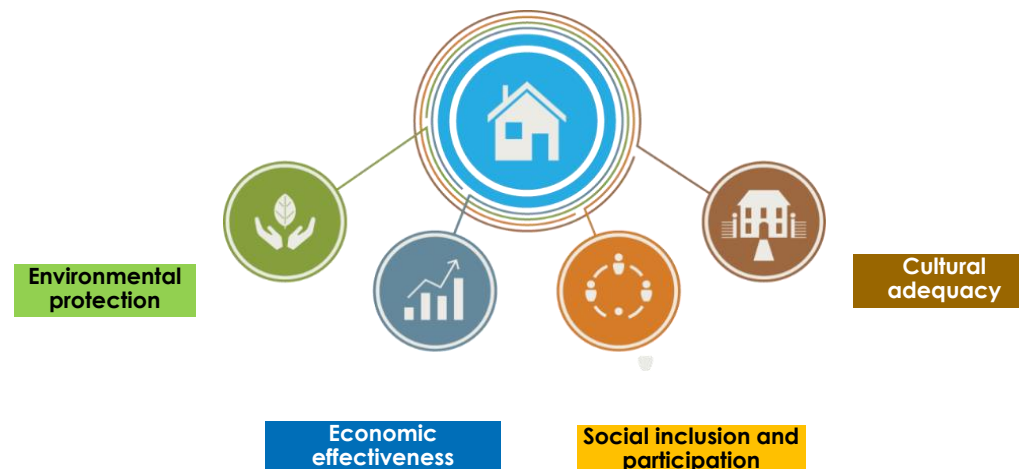 Environmental
protection
Cultural
adequacy
Economic
effectiveness
Social inclusion and
participation